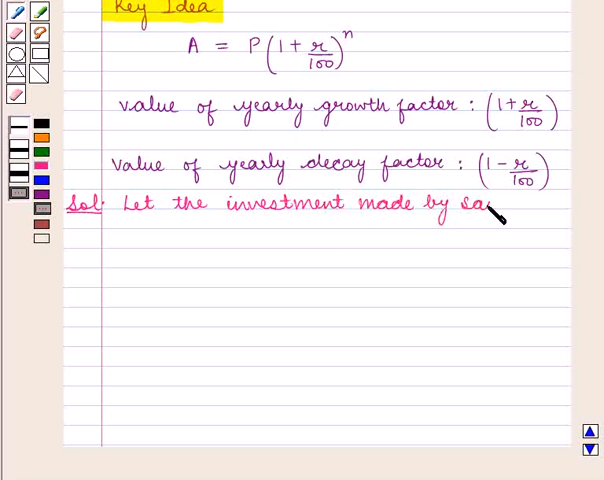 Key Idea
A = P(1 + r/100)^n
Value of yearly growth factor : (1 + r/100)
Value of yearly decay factor : (1 - r/100)
Sol: Let the investment made by sa